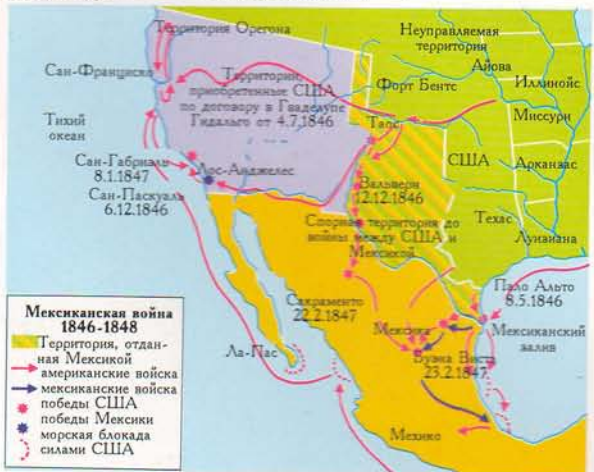 Территория Орегона
Неуправляемая
территория
Айова
Иллинойс
Миссури
Сан-Франциско
Территории,
приобретенные США
по договору в Гваделупе
Гидальго от 4.7.1846
Форт Бентс
Таос
Тихий
океан
США
Арканзас
Сан-Габриаль
8.1.1847
Лос-Анджелес
Сан-Паскуаль
6.12.1846
Вальверн
12.12.1846
Спорная территория до
войны между США и
Мексикой
Техас
Луизиана
Пало Альто
8.5.1846
Сакраменто
22.2.1847
Мексика
Мексиканский
залив
Буэна Виста
23.2.1847
Ла-Пас
Мехико
Мексиканская война
1846-1848
Территория, отдан-
ная Мексикой
американские войска
мексиканские войска
победы США
победы Мексики
морская блокада
силами США